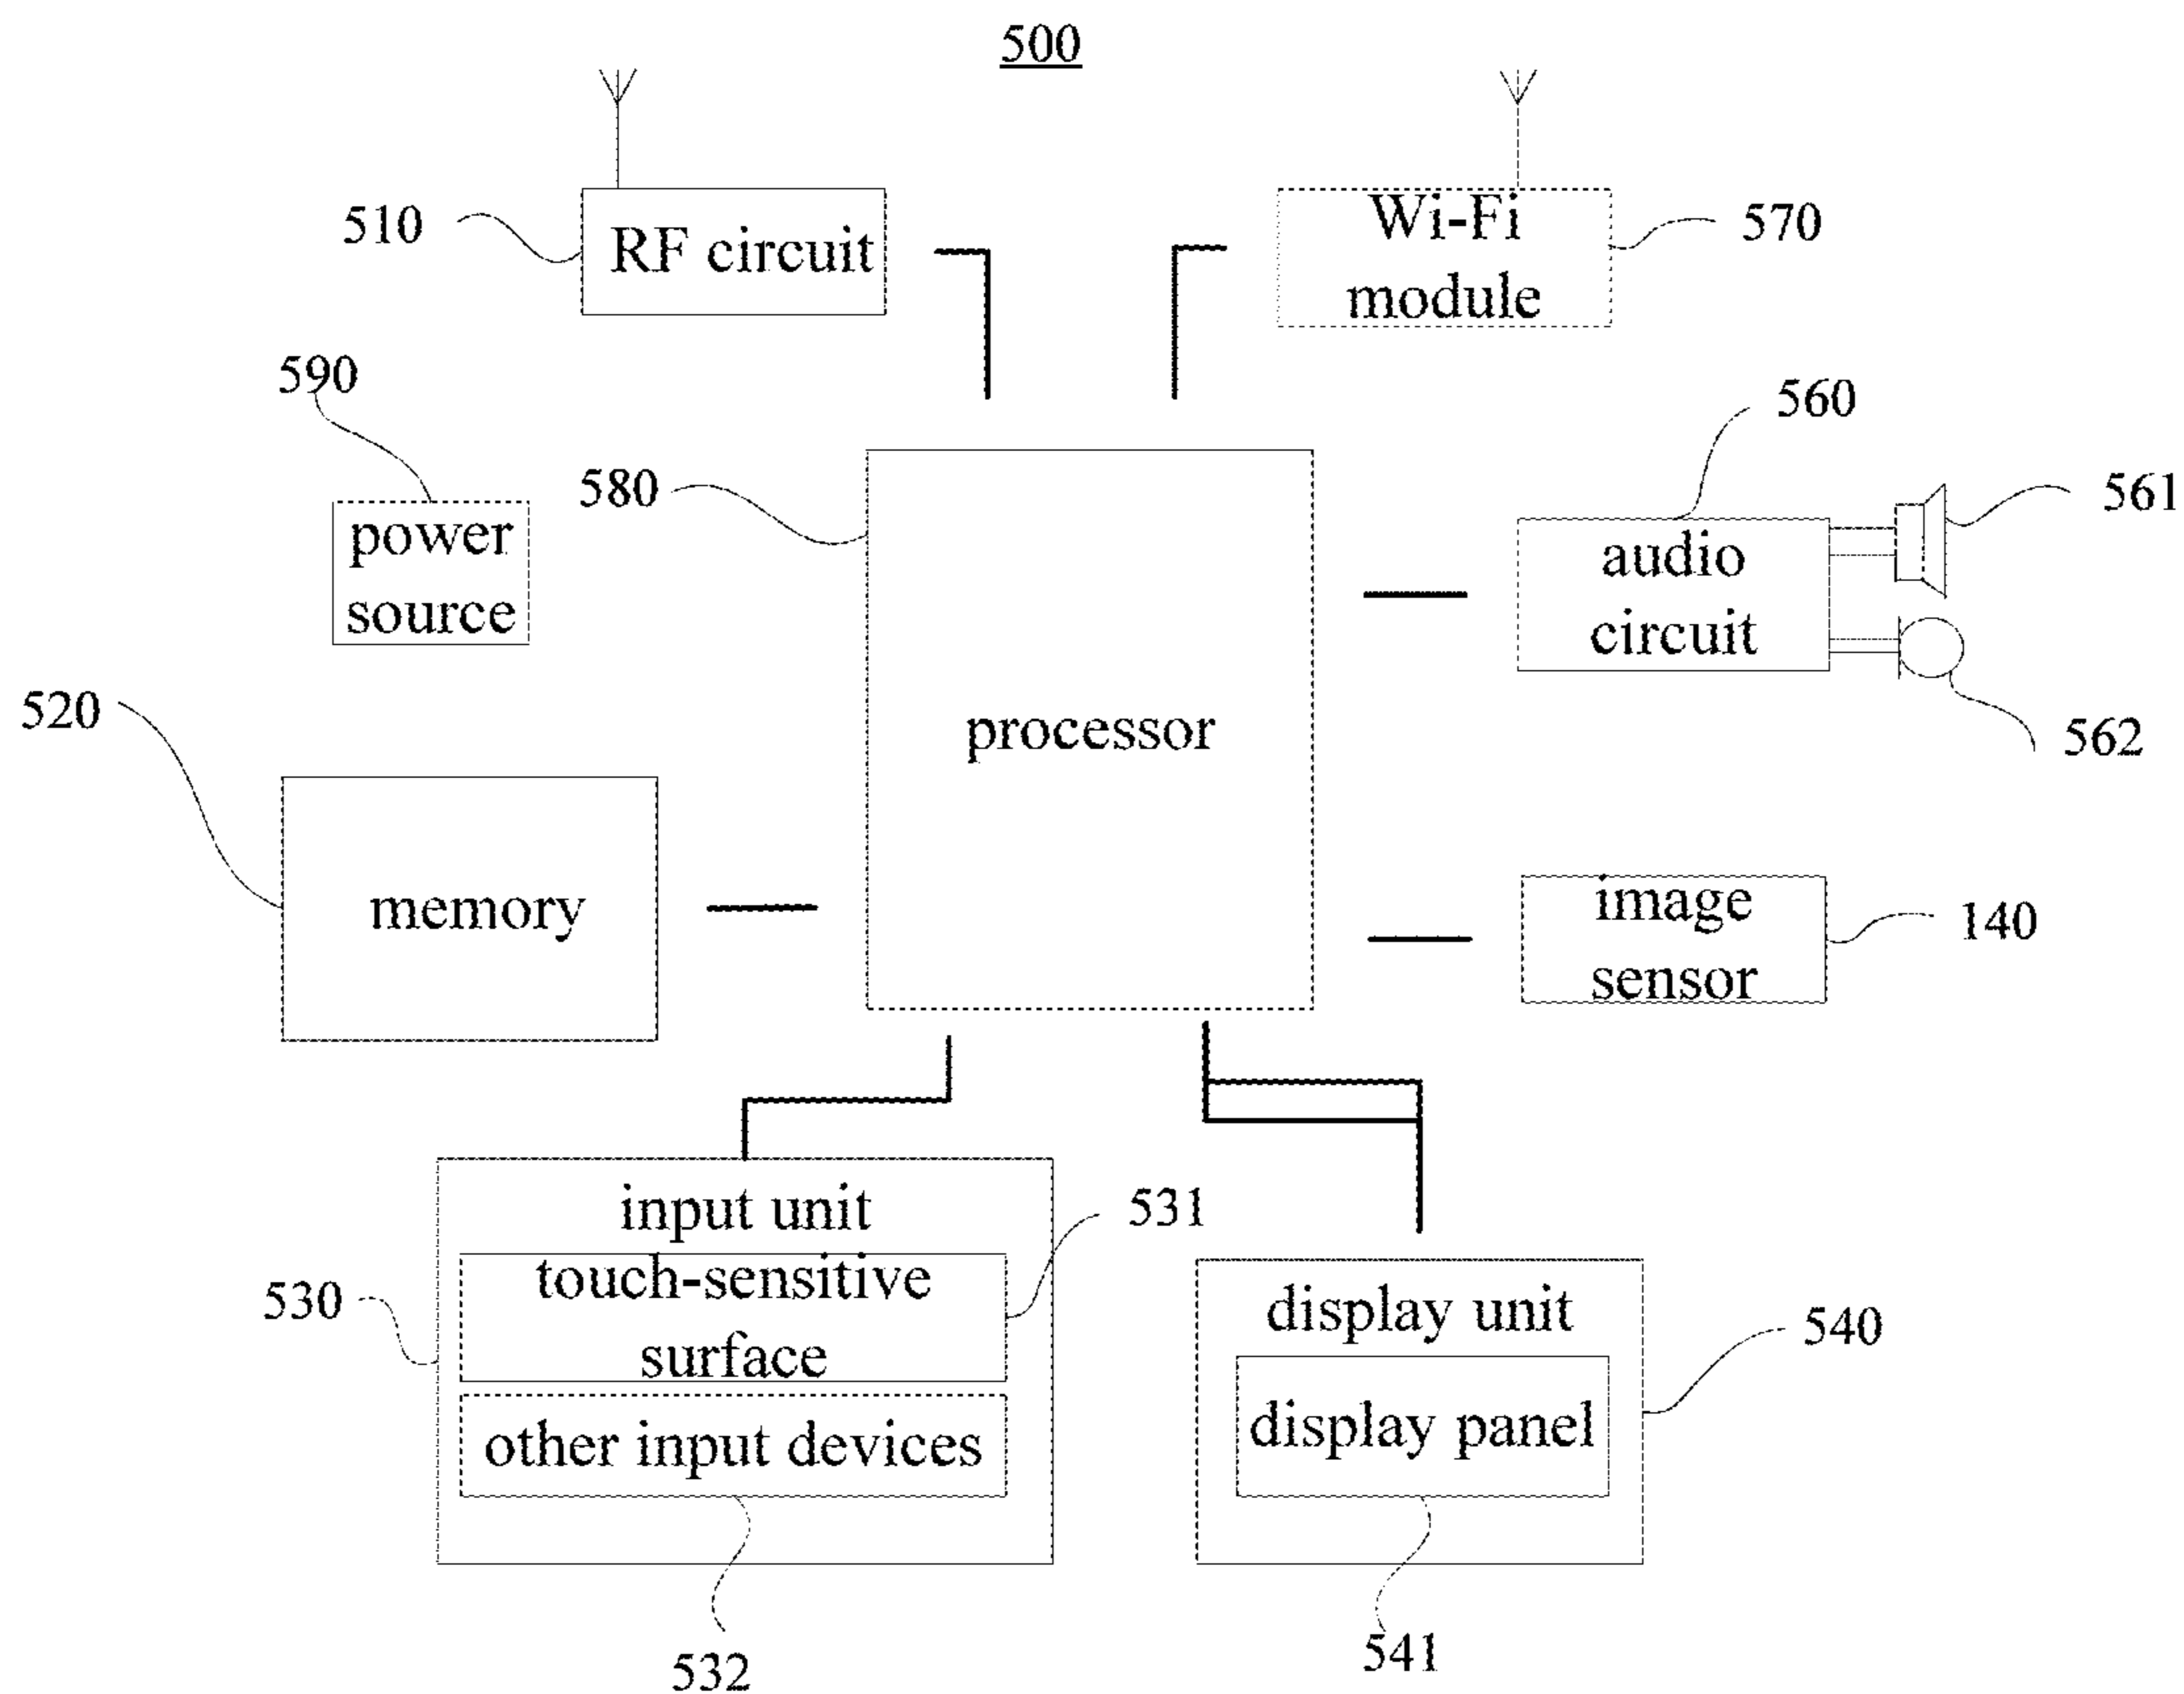 500
510
RF circuit
Wi-Fi
module
570
590
power
source
580
processor
560
audio
circuit
561
562
520
memory
image
sensor
140
input unit
touch-sensitive
surface
531
530
other input devices
532
display unit
display panel
540
541